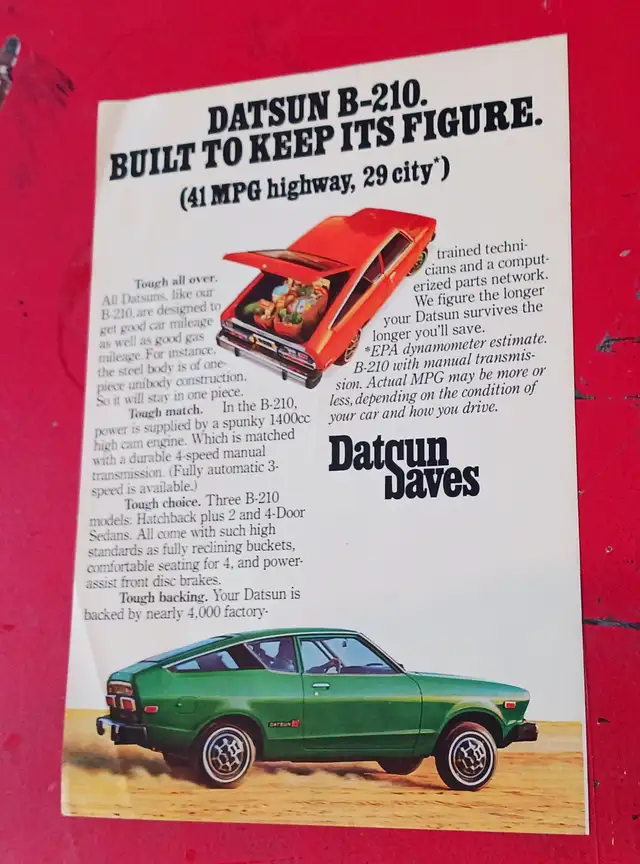 DATSUN B-210.
BUILT TO KEEP ITS FIGURE.
(41 MPG highway, 29 city*)
Tough all over.
All Datsuns, like our
B-210, are designed to
get good car mileage
as well as good gas
mileage. For instance,
the steel body is of one-
piece unibody construction.
So it will stay in one piece.
Tough match. In the B-210,
power is supplied by a spunky 1400cc
high cam engine. Which is matched
with a durable 4-speed manual
transmission. (Fully automatic 3-
speed is available.)
Tough choice. Three B-210
models: Hatchback plus 2 and 4-Door
Sedans. All come with such high
standards as fully reclining buckets,
comfortable seating for 4, and power-
assist front disc brakes.
Tough backing. Your Datsun is
backed by nearly 4,000 factory-
trained techni-
cians and a comput-
erized parts network.
We figure the longer
your Datsun survives the
longer you'll save.
*EPA dynamometer estimate.
B-210 with manual transmis-
sion. Actual MPG may be more or
less, depending on the condition of
your car and how you drive.
Datsun
Saves
DATSUN